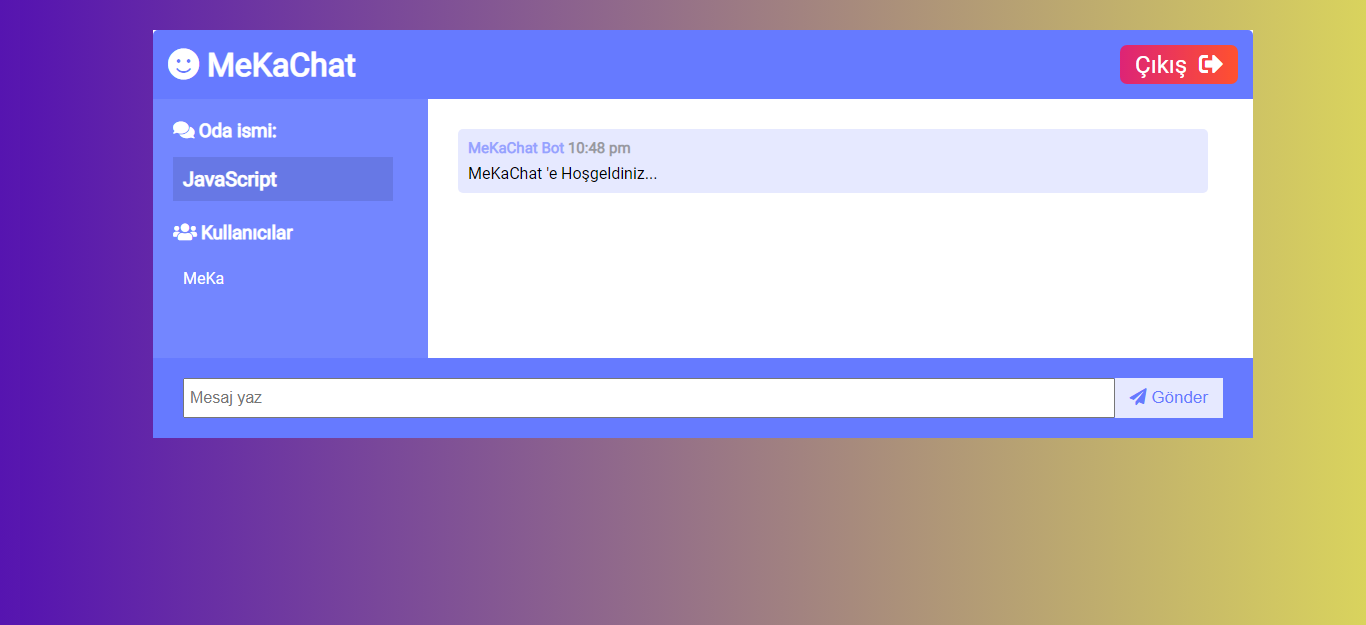 MeKaChat
Çıkış
Oda ismi:
JavaScript
Kullanıcılar
MeKa
MeKaChat Bot 10:48 pm
MeKaChat 'e Hoşgeldiniz...
Mesaj yaz
Gönder